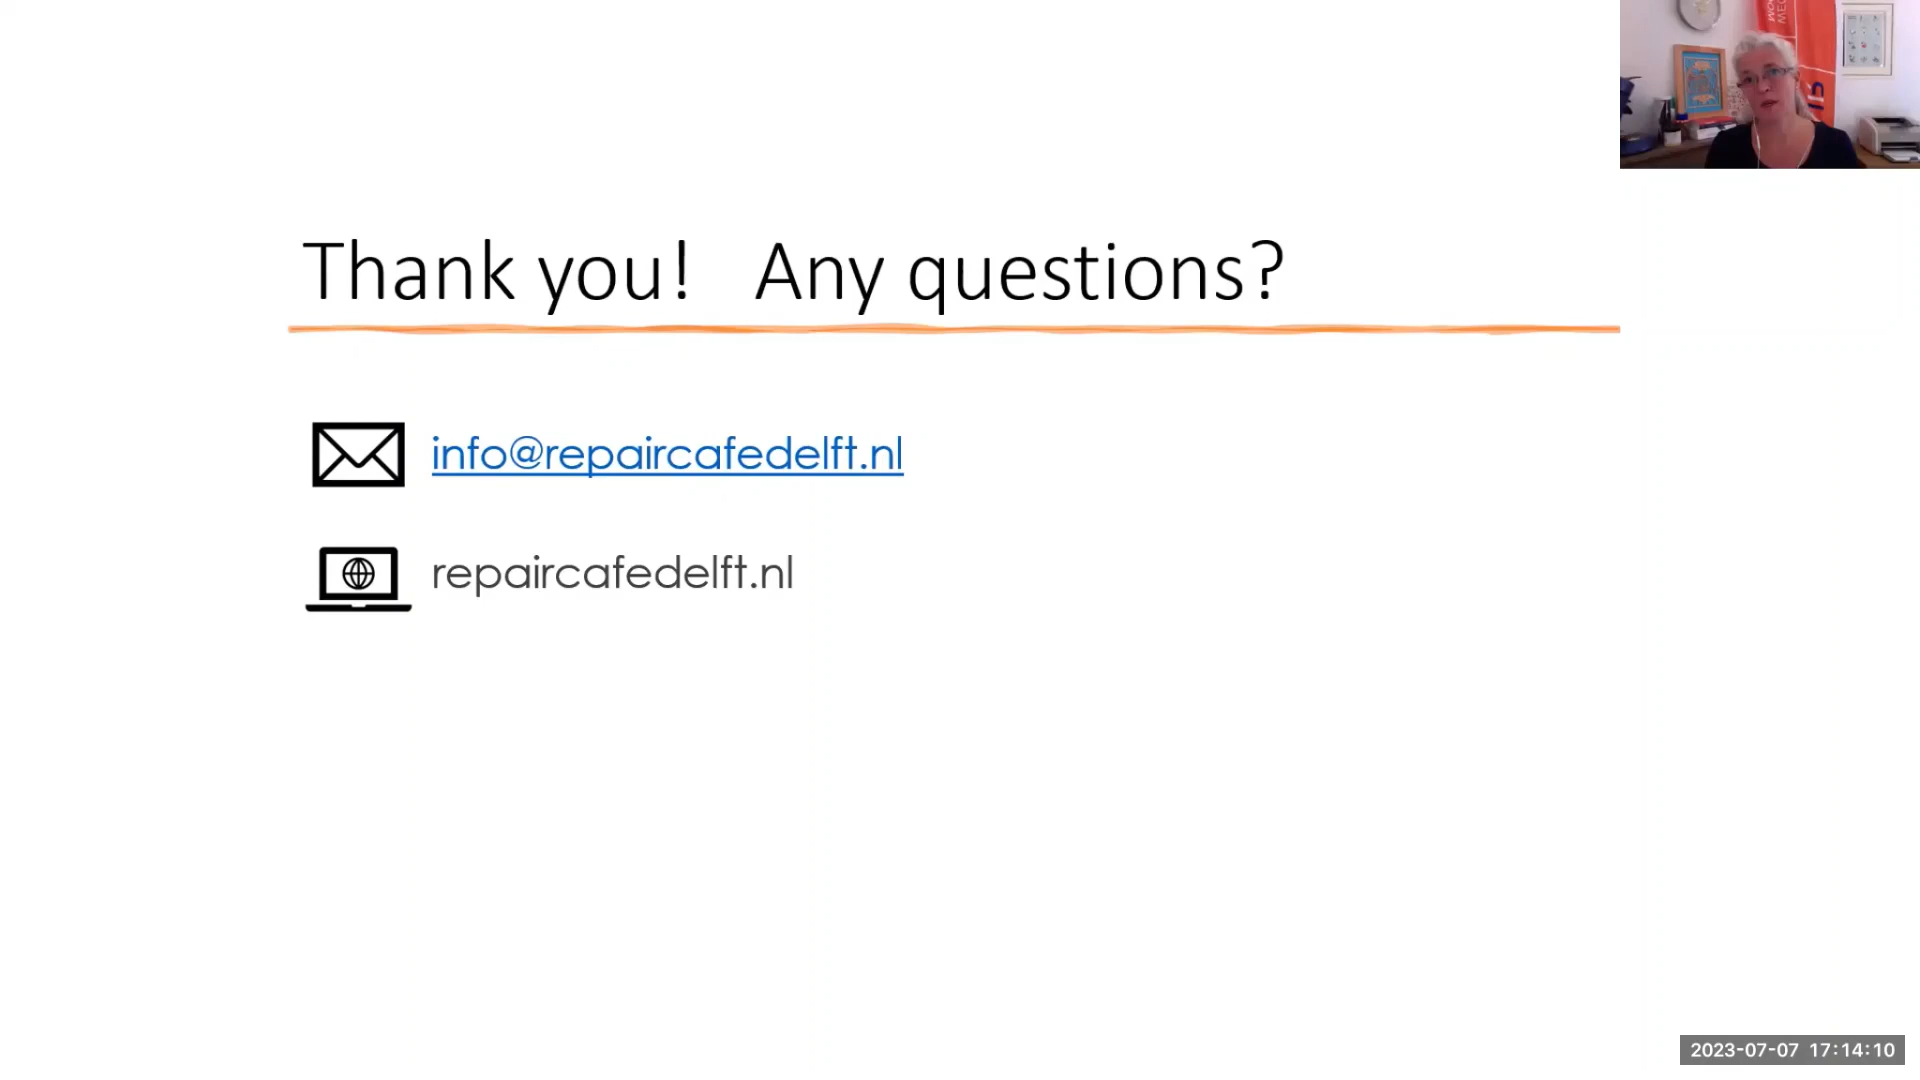 Thank you! Any questions?
info@repaircafedelft.nl
repaircafedelft.nl
2023-07-07 17:14:10